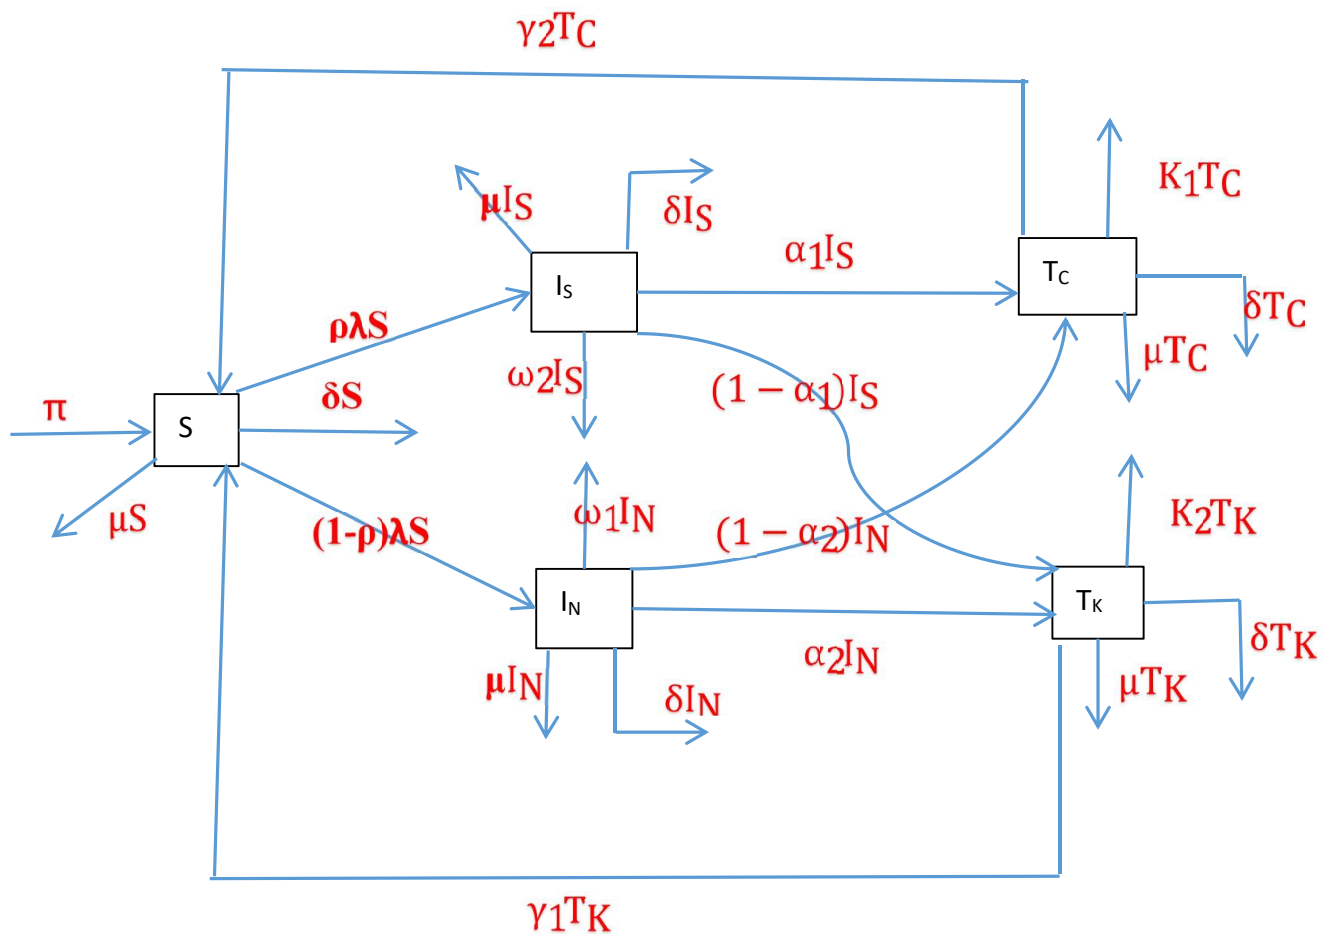 γ2TC
K1TC
μIS
δIS
α1IS
TC
IS
δTC
ρλS
μTC
ω2IS
(1 − α1)IS
δS
π
S
μS
(1-ρ)λS
ω1IN
(1 − α2)IN
K2TK
IN
TK
δTK
α2IN
μIN
δIN
μTK
γ1TK